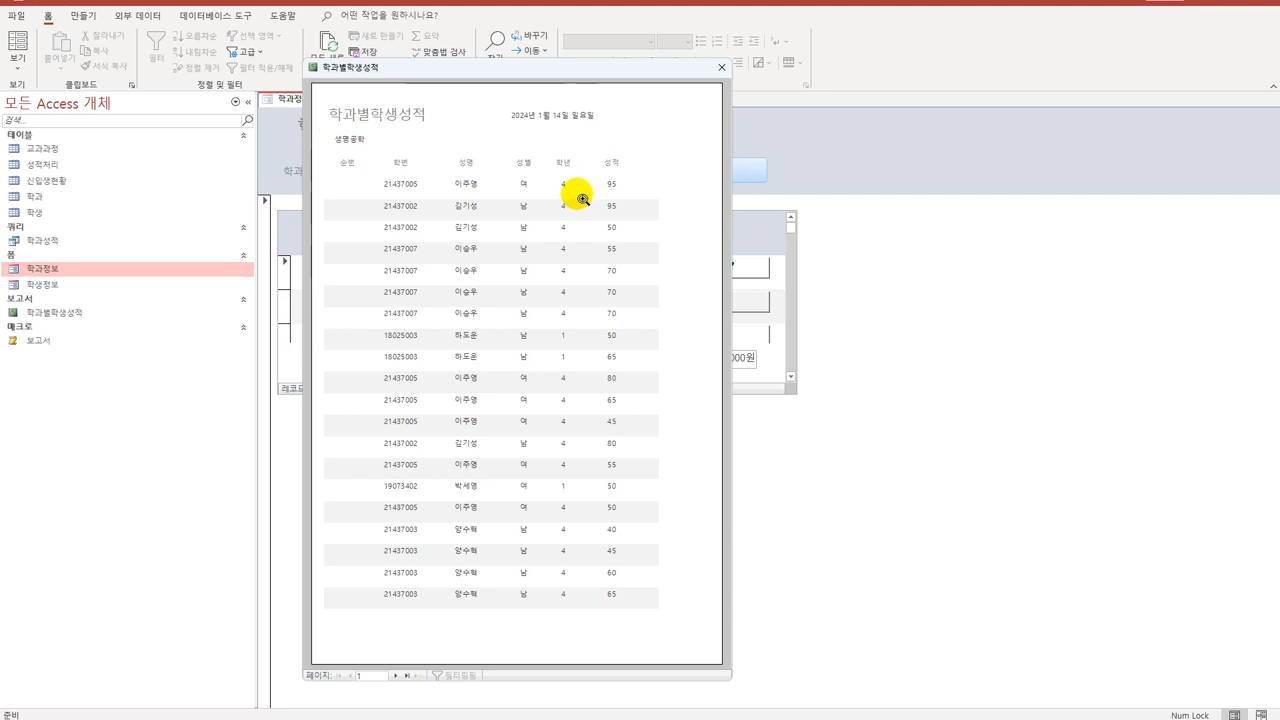 파일 홈 만들기 외부 데이터 데이터베이스 도구 도움말 어떤 작업을 원하시나요?
보기 붙여넣기 잘라내기 복사 서식 복사
필터 오름차순 내림차순 정렬 제거 선택 영역 고급 필터 적용/해제
새로 만들기 저장 요약 맞춤법 검사
바꾸기 이동
보기 클립보드 정렬 및 필터
모든 Access 개체
검색...
테이블
교과과정
성적처리
신입생현황
학과
학생
쿼리
학과성적
폼
학과정보
학생정보
보고서
학과별학생성적
매크로
보고서
학과정
학과
레코드
000원
학과별학생성적
학과별학생성적 2024년 1월 14일 일요일
생명공학
순번 학번 성명 성별 학년 성적
21437005 이주영 여 4 95
21437002 김기성 남 4 95
21437002 김기성 남 4 50
21437007 이승우 남 4 55
21437007 이승우 남 4 70
21437007 이승우 남 4 70
21437007 이승우 남 4 70
18025003 하도운 남 1 50
18025003 하도운 남 1 65
21437005 이주영 여 4 80
21437005 이주영 여 4 65
21437005 이주영 여 4 45
21437002 김기성 남 4 80
21437005 이주영 여 4 55
19073402 박세영 여 1 50
21437005 이주영 여 4 50
21437003 양수혁 남 4 40
21437003 양수혁 남 4 45
21437003 양수혁 남 4 60
21437003 양수혁 남 4 65
페이지: 1 필터링됨
준비 Num Lock